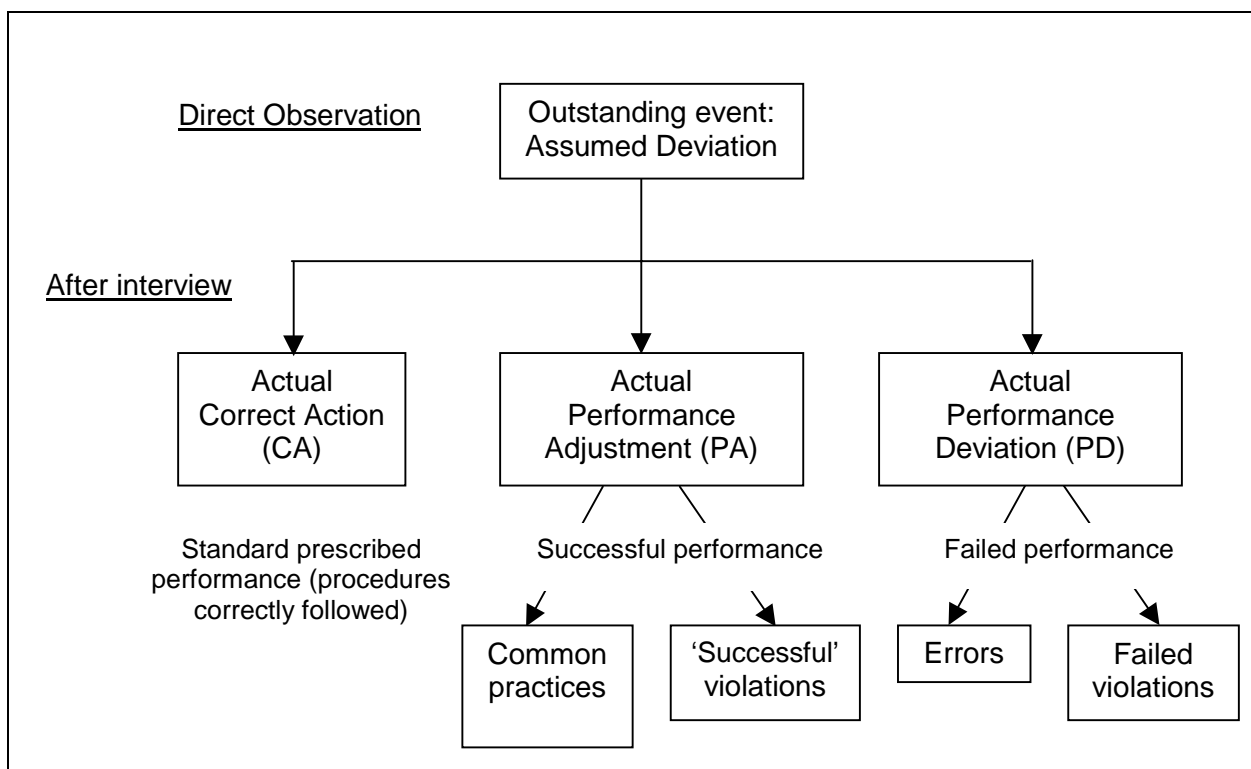 Direct Observation
Outstanding event:
Assumed Deviation
After interview
Actual
Correct Action
(CA)
Actual
Performance
Adjustment (PA)
Actual
Performance
Deviation (PD)
Standard prescribed
performance (procedures
correctly followed)
Successful performance
Failed performance
Common
practices
‘Successful’
violations
Errors
Failed
violations